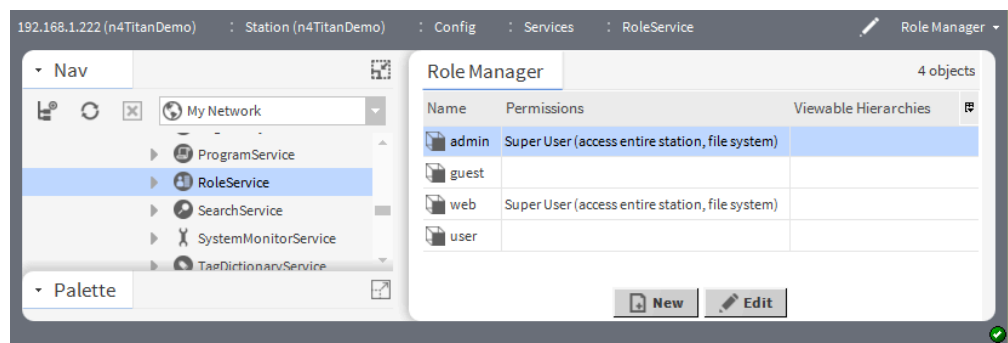 192.168.1.222 (n4TitanDemo) : Station (n4TitanDemo) : Config : Services : RoleService Role Manager
Nav
My Network
ProgramService
RoleService
SearchService
SystemMonitorService
TagDictionaryService
Palette
Role Manager 4 objects
Name Permissions Viewable Hierarchies
admin Super User (access entire station, file system)
guest
web Super User (access entire station, file system)
user
New Edit